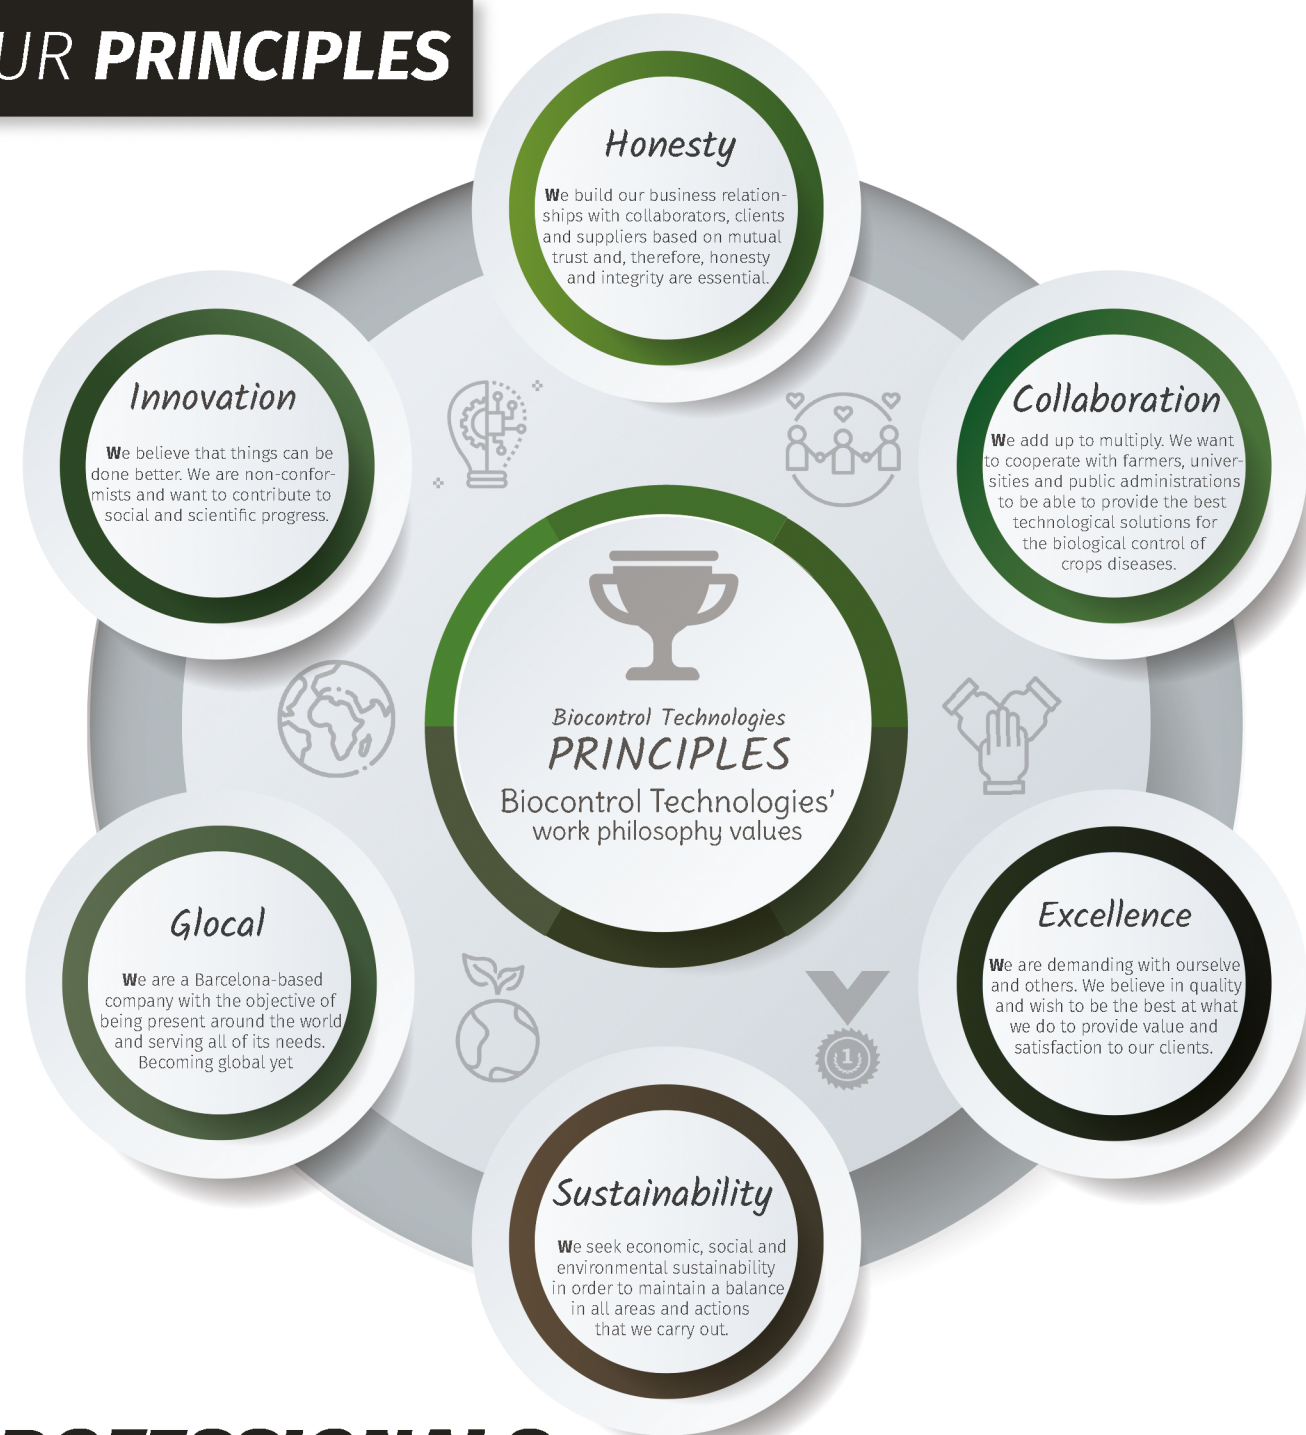 UR PRINCIPLES
Honesty
We build our business relation-
ships with collaborators, clients
and suppliers based on mutual
trust and, therefore, honesty
and integrity are essential.
Innovation
We believe that things can be
done better. We are non-confor-
mists and want to contribute to
social and scientific progress.
Collaboration
We add up to multiply. We want
to cooperate with farmers, univer-
sities and public administrations
to be able to provide the best
technological solutions for
the biological control of
crops diseases.
Biocontrol Technologies
PRINCIPLES
Biocontrol Technologies'
work philosophy values
Glocal
We are a Barcelona-based
company with the objective of
being present around the world
and serving all of its needs.
Becoming global yet
Excellence
We are demanding with ourselve
and others. We believe in quality
and wish to be the best at what
we do to provide value and
satisfaction to our clients.
1
Sustainability
We seek economic, social and
environmental sustainability
in order to maintain a balance
in all areas and actions
that we carry out.